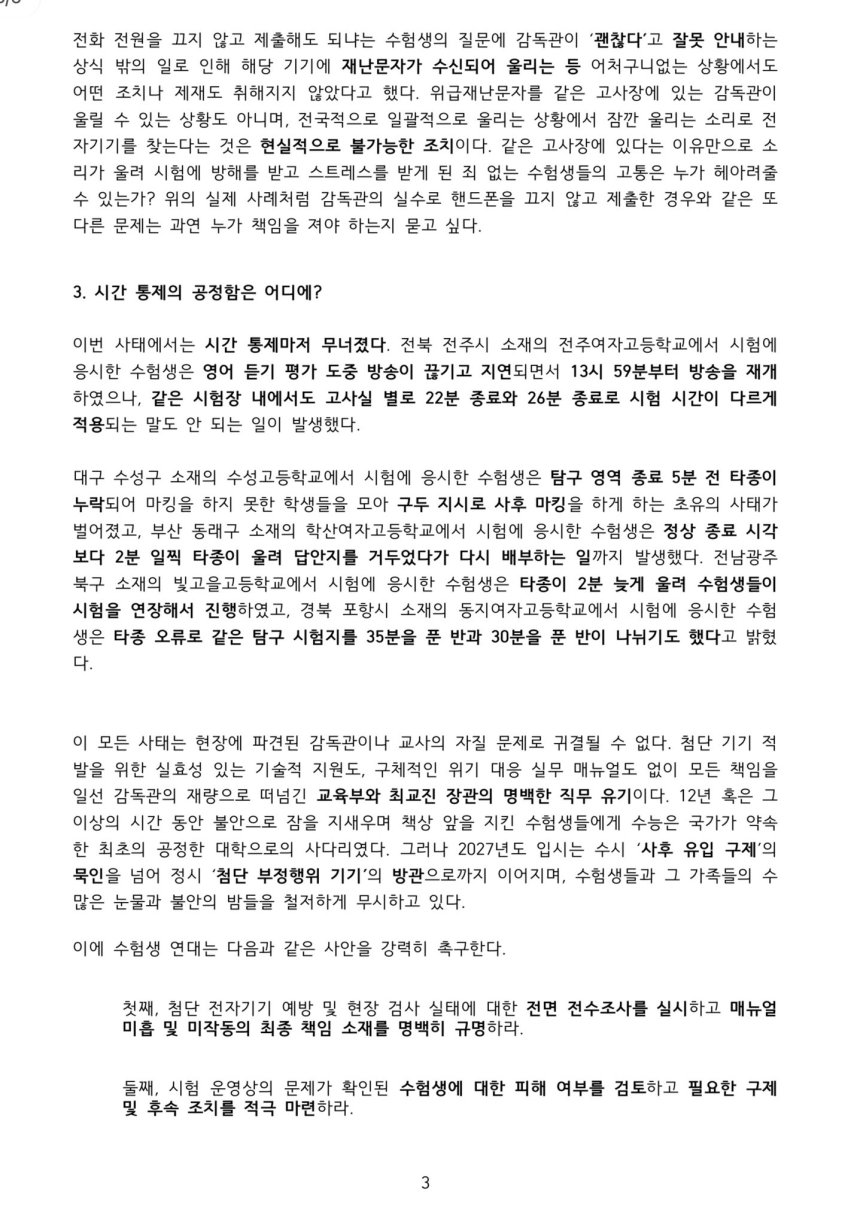 전화 전원을 끄지 않고 제출해도 되냐는 수험생의 질문에 감독관이 ‘괜찮다’고 잘못 안내하는
상식 밖의 일로 인해 해당 기기에 재난문자가 수신되어 울리는 등 어처구니없는 상황에서도
어떤 조치나 제재도 취해지지 않았다고 했다. 위급재난문자를 같은 고사장에 있는 감독관이
울릴 수 있는 상황도 아니며, 전국적으로 일괄적으로 울리는 상황에서 잠깐 울리는 소리로 전
자기기를 찾는다는 것은 현실적으로 불가능한 조치이다. 같은 고사장에 있다는 이유만으로 소
리가 울려 시험에 방해를 받고 스트레스를 받게 된 죄 없는 수험생들의 고통은 누가 헤아려줄
수 있는가? 위의 실제 사례처럼 감독관의 실수로 핸드폰을 끄지 않고 제출한 경우와 같은 또
다른 문제는 과연 누가 책임을 져야 하는지 묻고 싶다.
3. 시간 통제의 공정함은 어디에?
이번 사태에서는 시간 통제마저 무너졌다. 전북 전주시 소재의 전주여자고등학교에서 시험에
응시한 수험생은 영어 듣기 평가 도중 방송이 끊기고 지연되면서 13시 59분부터 방송을 재개
하였으나, 같은 시험장 내에서도 고사실 별로 22분 종료와 26분 종료로 시험 시간이 다르게
적용되는 말도 안 되는 일이 발생했다.
대구 수성구 소재의 수성고등학교에서 시험에 응시한 수험생은 탐구 영역 종료 5분 전 타종이
누락되어 마킹을 하지 못한 학생들을 모아 구두 지시로 사후 마킹을 하게 하는 초유의 사태가
벌어졌고, 부산 동래구 소재의 학산여자고등학교에서 시험에 응시한 수험생은 정상 종료 시각
보다 2분 일찍 타종이 울려 답안지를 거두었다가 다시 배부하는 일까지 발생했다. 전남광주
북구 소재의 빛고을고등학교에서 시험에 응시한 수험생은 타종이 2분 늦게 울려 수험생들이
시험을 연장해서 진행하였고, 경북 포항시 소재의 동지여자고등학교에서 시험에 응시한 수험
생은 타종 오류로 같은 탐구 시험지를 35분을 푼 반과 30분을 푼 반이 나뉘기도 했다고 밝혔
다.
이 모든 사태는 현장에 파견된 감독관이나 교사의 자질 문제로 귀결될 수 없다. 첨단 기기 적
발을 위한 실효성 있는 기술적 지원도, 구체적인 위기 대응 실무 매뉴얼도 없이 모든 책임을
일선 감독관의 재량으로 떠넘긴 교육부와 최교진 장관의 명백한 직무 유기이다. 12년 혹은 그
이상의 시간 동안 불안으로 잠을 지새우며 책상 앞을 지킨 수험생들에게 수능은 국가가 약속
한 최초의 공정한 대학으로의 사다리였다. 그러나 2027년도 입시는 수시 ‘사후 유입 구제’의
묵인을 넘어 정시 ‘첨단 부정행위 기기’의 방관으로까지 이어지며, 수험생들과 그 가족들의 수
많은 눈물과 불안의 밤들을 철저하게 무시하고 있다.
이에 수험생 연대는 다음과 같은 사안을 강력히 촉구한다.
첫째, 첨단 전자기기 예방 및 현장 검사 실태에 대한 전면 전수조사를 실시하고 매뉴얼
미흡 및 미작동의 최종 책임 소재를 명백히 규명하라.
둘째, 시험 운영상의 문제가 확인된 수험생에 대한 피해 여부를 검토하고 필요한 구제
및 후속 조치를 적극 마련하라.
3